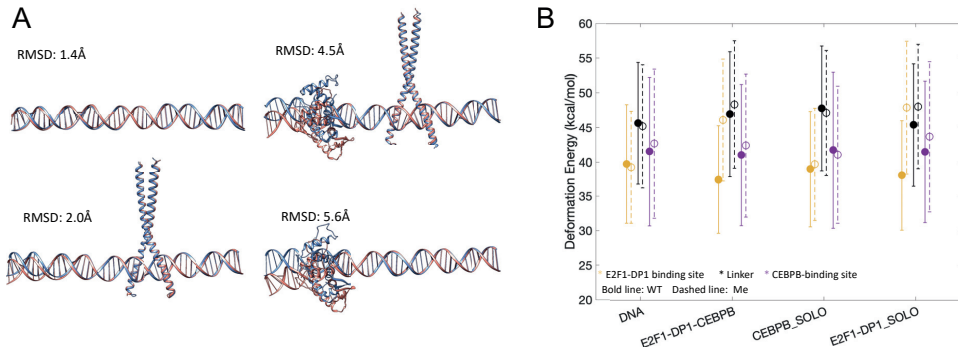 A
RMSD: 1.4Å
RMSD: 4.5Å
RMSD: 2.0Å
RMSD: 5.6Å
B
Deformation Energy (kcal/mol)
60
55
50
45
40
35
30
25
20
E2F1-DP1 binding site Linker CEBPB-binding site
Bold line: WT Dashed line: Me
DNA
E2F1-DP1-CEBPB
CEBPB_SOLO
E2F1-DP1_SOLO